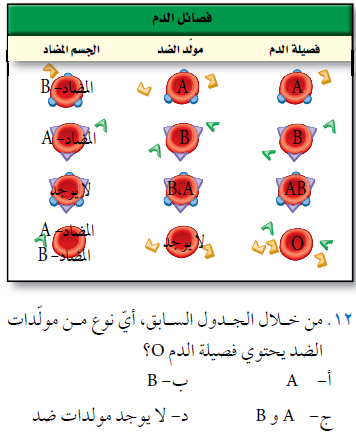 فصائل الدم
فصيلة الدم مولّد الضد الجسم المضاد
A A المضاد- B
B B المضاد- A
AB B،A لا يوجد
O لا يوجد المضاد- A
المضاد- B
١٢. من خلال الجدول السابق، أيّ نوع من مولّدات
الضد يحتوي فصيلة الدم O؟
أ- A ب- B
ج- A و B د- لا يوجد مولدات ضد